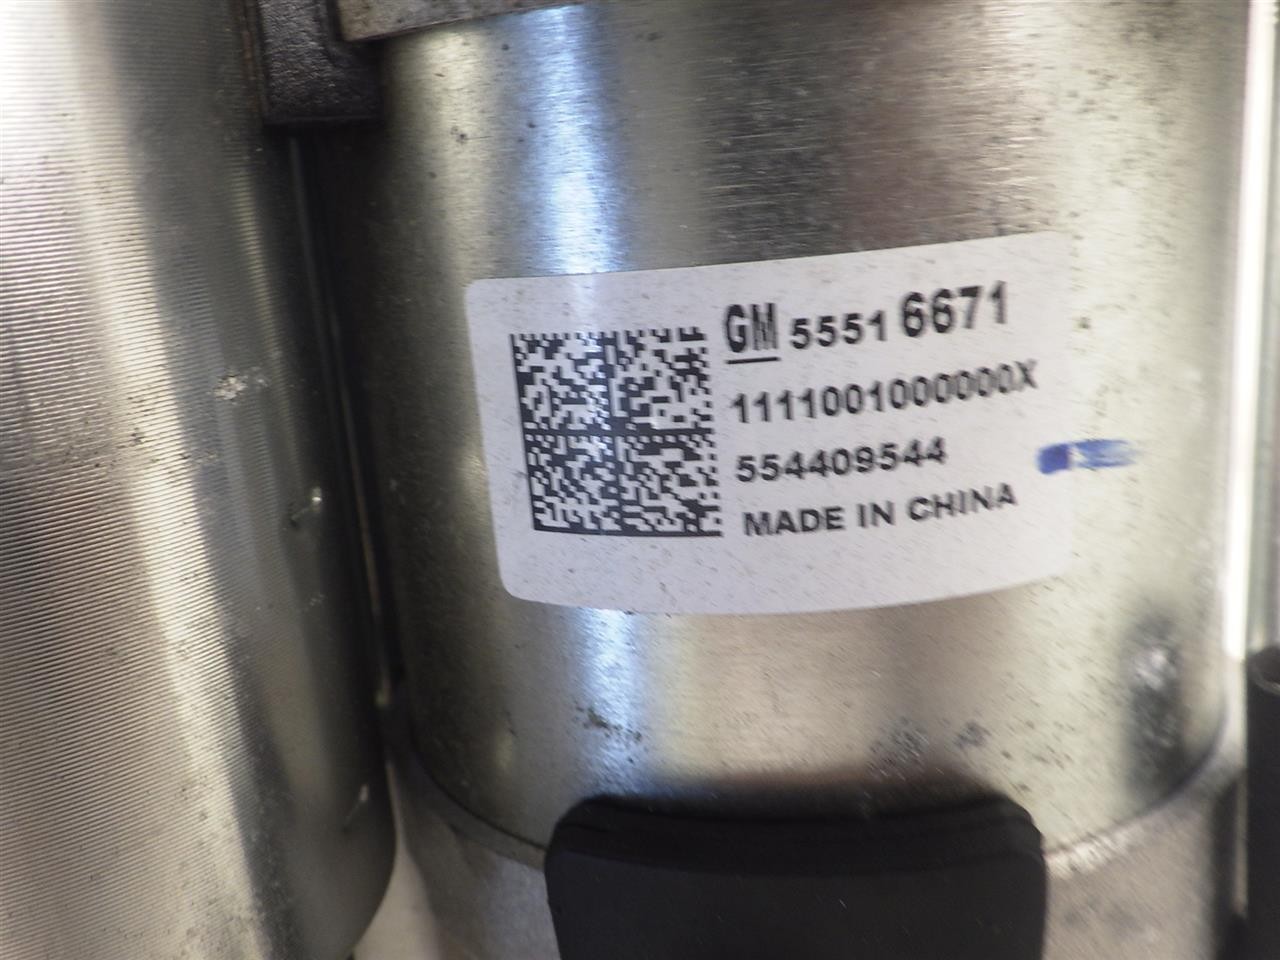 GM 5551 6671
1111001000000X
554409544
MADE IN CHINA